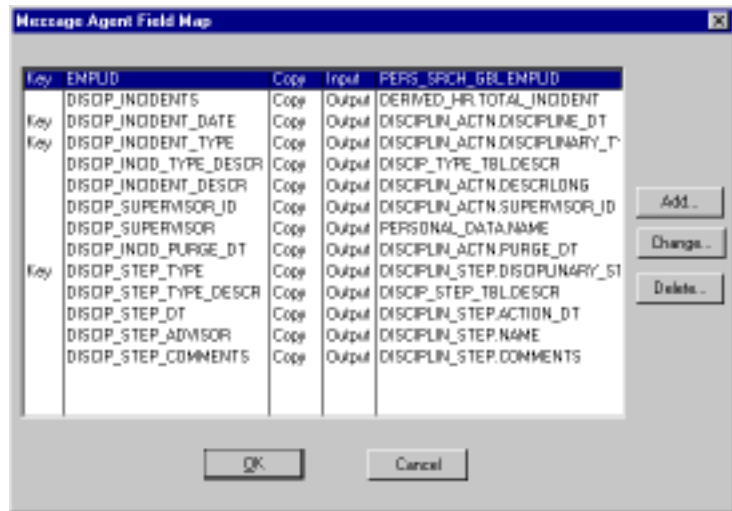 Message Agent Field Map
Key EMPLID Copy Input PERS_SRCH_GBL.EMPLID
DISCIP_INCIDENTS Copy Output DERIVED_HR.TOTAL_INCIDENT
Key DISCIP_INCIDENT_DATE Copy Output DISCIPLIN_ACTN.DISCIPLINE_DT
Key DISCIP_INCIDENT_TYPE Copy Output DISCIPLIN_ACTN.DISCIPLINARY_T
DISCIP_INCID_TYPE_DESCR Copy Output DISCIP_TYPE_TBL.DESCR
DISCIP_INCIDENT_DESCR Copy Output DISCIPLIN_ACTN.DESCRLONG
DISCIP_SUPERVISOR_ID Copy Output DISCIPLIN_ACTN.SUPERVISOR_ID
DISCIP_SUPERVISOR Copy Output PERSONAL_DATA.NAME
DISCIP_INCID_PURGE_DT Copy Output DISCIPLIN_ACTN.PURGE_DT
Key DISCIP_STEP_TYPE Copy Output DISCIPLIN_STEP.DISCIPLINARY_ST
DISCIP_STEP_TYPE_DESCR Copy Output DISCIP_STEP_TBL.DESCR
DISCIP_STEP_DT Copy Output DISCIPLIN_STEP.ACTION_DT
DISCIP_STEP_ADVISOR Copy Output DISCIPLIN_STEP.NAME
DISCIP_STEP_COMMENTS Copy Output DISCIPLIN_STEP.COMMENTS
Add...
Change...
Delete...
OK Cancel